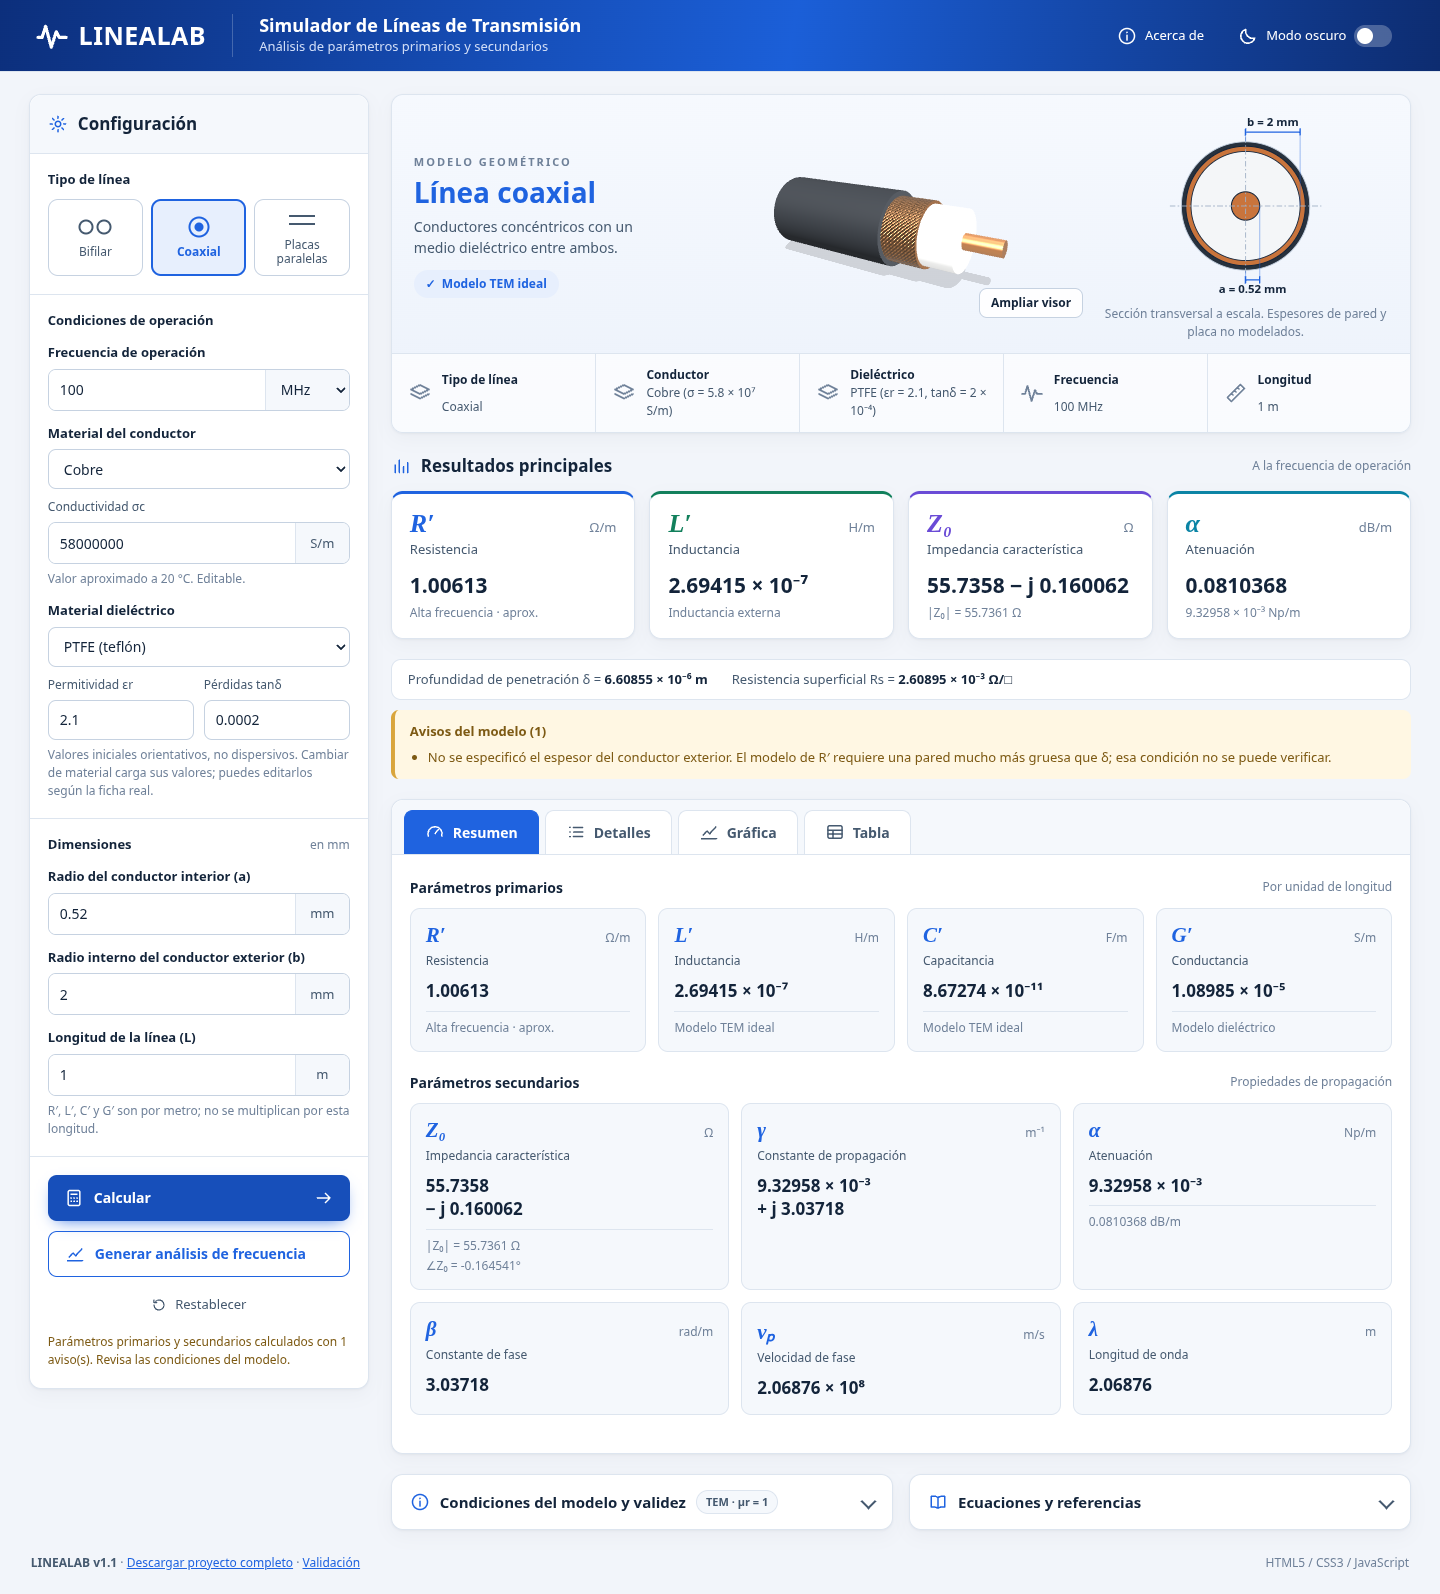 LINEALAB
Simulador de Líneas de Transmisión
Análisis de parámetros primarios y secundarios
Acerca de
Modo oscuro
Configuración
Tipo de línea
Bifilar
Coaxial
Placas
paralelas
Condiciones de operación
Frecuencia de operación
100 MHz
Material del conductor
Cobre
Conductividad σc
58000000 S/m
Valor aproximado a 20 °C. Editable.
Material dieléctrico
PTFE (teflón)
Permitividad εr Pérdidas tanδ
2.1 0.0002
Valores iniciales orientativos, no dispersivos. Cambiar
de material carga sus valores; puedes editarlos
según la ficha real.
Dimensiones en mm
Radio del conductor interior (a)
0.52 mm
Radio interno del conductor exterior (b)
2 mm
Longitud de la línea (L)
1 m
R′, L′, C′ y G′ son por metro; no se multiplican por esta
longitud.
Calcular
Generar análisis de frecuencia
Restablecer
Parámetros primarios y secundarios calculados con 1
aviso(s). Revisa las condiciones del modelo.
MODELO GEOMÉTRICO
Línea coaxial
Conductores concéntricos con un
medio dieléctrico entre ambos.
✓ Modelo TEM ideal
Ampliar visor
b = 2 mm
a = 0.52 mm
Sección transversal a escala. Espesores de pared y
placa no modelados.
Tipo de línea
Coaxial
Conductor
Cobre (σ = 5.8 × 10⁷
S/m)
Dieléctrico
PTFE (εr = 2.1, tanδ = 2 ×
10⁻⁴)
Frecuencia
100 MHz
Longitud
1 m
Resultados principales
A la frecuencia de operación
R′ Ω/m
Resistencia
1.00613
Alta frecuencia · aprox.
L′ H/m
Inductancia
2.69415 × 10⁻⁷
Inductancia externa
Z₀ Ω
Impedancia característica
55.7358 − j 0.160062
|Z₀| = 55.7361 Ω
α dB/m
Atenuación
0.0810368
9.32958 × 10⁻³ Np/m
Profundidad de penetración δ = 6.60855 × 10⁻⁶ m Resistencia superficial Rs = 2.60895 × 10⁻³ Ω/□
Avisos del modelo (1)
• No se especificó el espesor del conductor exterior. El modelo de R′ requiere una pared mucho más gruesa que δ; esa condición no se puede verificar.
Resumen
Detalles
Gráfica
Tabla
Parámetros primarios
Por unidad de longitud
R′ Ω/m
Resistencia
1.00613
Alta frecuencia · aprox.
L′ H/m
Inductancia
2.69415 × 10⁻⁷
Modelo TEM ideal
C′ F/m
Capacitancia
8.67274 × 10⁻¹¹
Modelo TEM ideal
G′ S/m
Conductancia
1.08985 × 10⁻⁵
Modelo dieléctrico
Parámetros secundarios
Propiedades de propagación
Z₀ Ω
Impedancia característica
55.7358
− j 0.160062
|Z₀| = 55.7361 Ω
∠Z₀ = -0.164541°
γ m⁻¹
Constante de propagación
9.32958 × 10⁻³
+ j 3.03718
α Np/m
Atenuación
9.32958 × 10⁻³
0.0810368 dB/m
β rad/m
Constante de fase
3.03718
vₚ m/s
Velocidad de fase
2.06876 × 10⁸
λ m
Longitud de onda
2.06876
Condiciones del modelo y validez TEM · μr = 1
Ecuaciones y referencias
LINEALAB v1.1 · Descargar proyecto completo · Validación
HTML5 / CSS3 / JavaScript